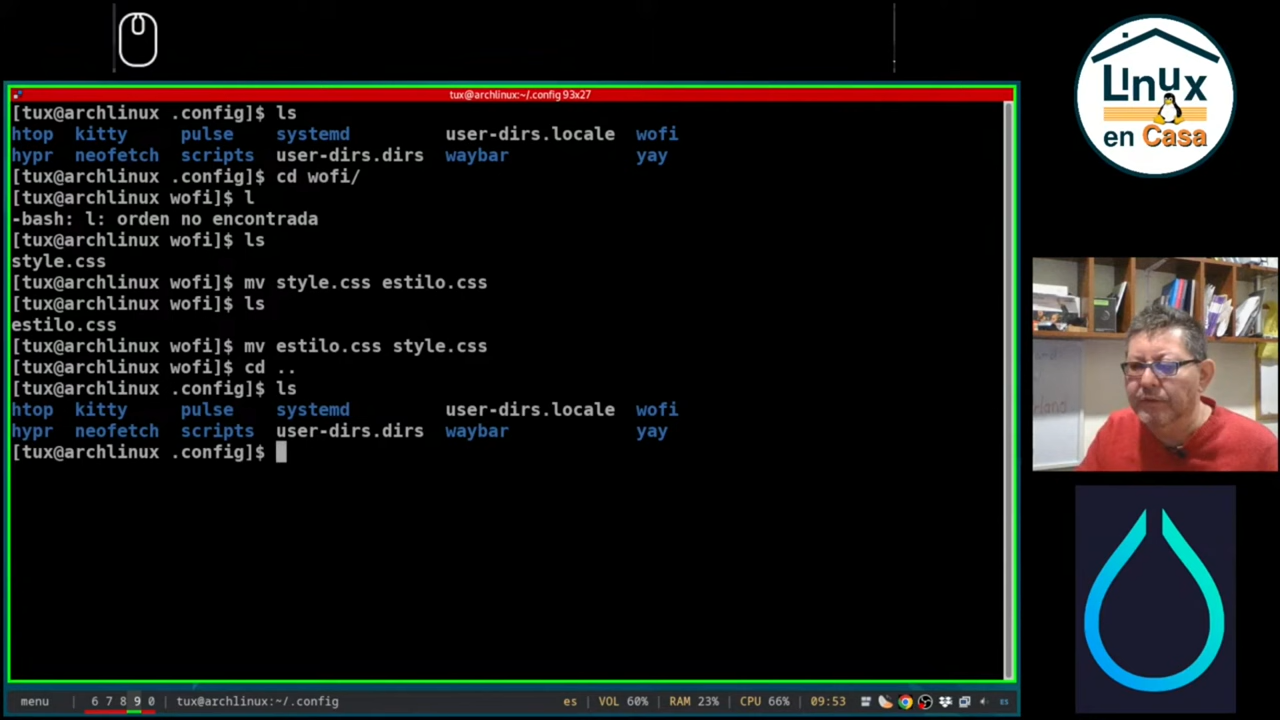 tux@archlinux:~/.config 93x27
[tux@archlinux .config]$ ls
htop kitty pulse systemd user-dirs.locale wofi
hypr neofetch scripts user-dirs.dirs waybar yay
[tux@archlinux .config]$ cd wofi/
[tux@archlinux wofi]$ l
-bash: l: orden no encontrada
[tux@archlinux wofi]$ ls
style.css
[tux@archlinux wofi]$ mv style.css estilo.css
[tux@archlinux wofi]$ ls
estilo.css
[tux@archlinux wofi]$ mv estilo.css style.css
[tux@archlinux wofi]$ cd ..
[tux@archlinux .config]$ ls
htop kitty pulse systemd user-dirs.locale wofi
hypr neofetch scripts user-dirs.dirs waybar yay
[tux@archlinux .config]$
menu 6 7 8 9 0 tux@archlinux:~/.config es VOL 60% RAM 23% CPU 66% 09:53 ES
LInUX
en Casa